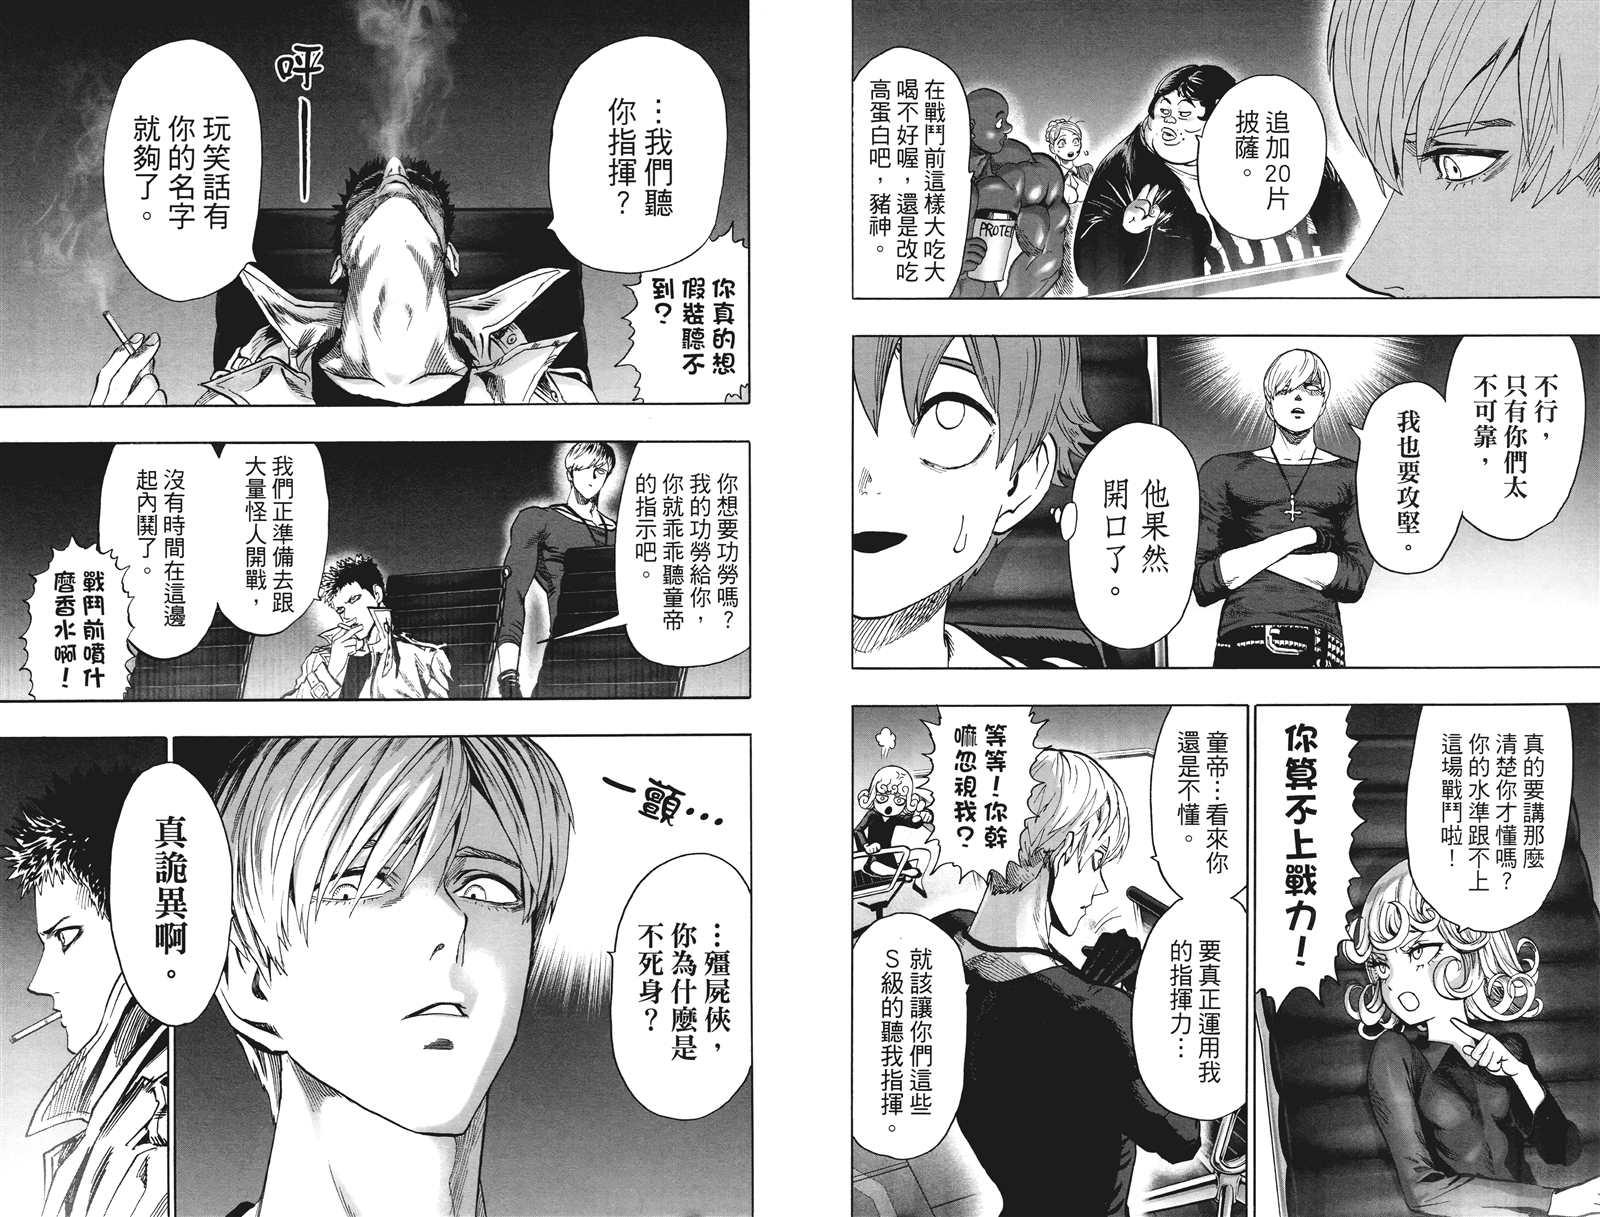 追加20片
披薩。
在戰鬥前這樣大吃大
喝不好喔，還是改吃
高蛋白吧，豬神。
PROTEI
不行，
只有你們太
不可靠，
我也要攻堅。
他果然
開口了。
真的要講那麼
清楚你才懂嗎？
你的水準跟不上
這場戰鬥啦！
你算不上戰力！
童帝…看來你
還是不懂。
等等！你幹
嘛忽視我？
要真正運用我
的指揮力…
就該讓你們這些
S級的聽我指揮。
…我們聽
你指揮？
呼——
玩笑話有
你的名字
就夠了。
你真的想
假裝聽不
到？
你想要功勞嗎？
我的功勞給你，
你就乖乖聽童帝
的指示吧。
我們正準備去跟
大量怪人開戰，
沒有時間在這邊
起內鬨了。
戰鬥前噴什
麼香水啊！
一顫…
…殭屍俠，
你為什麼是
不死身？
真詭異啊。